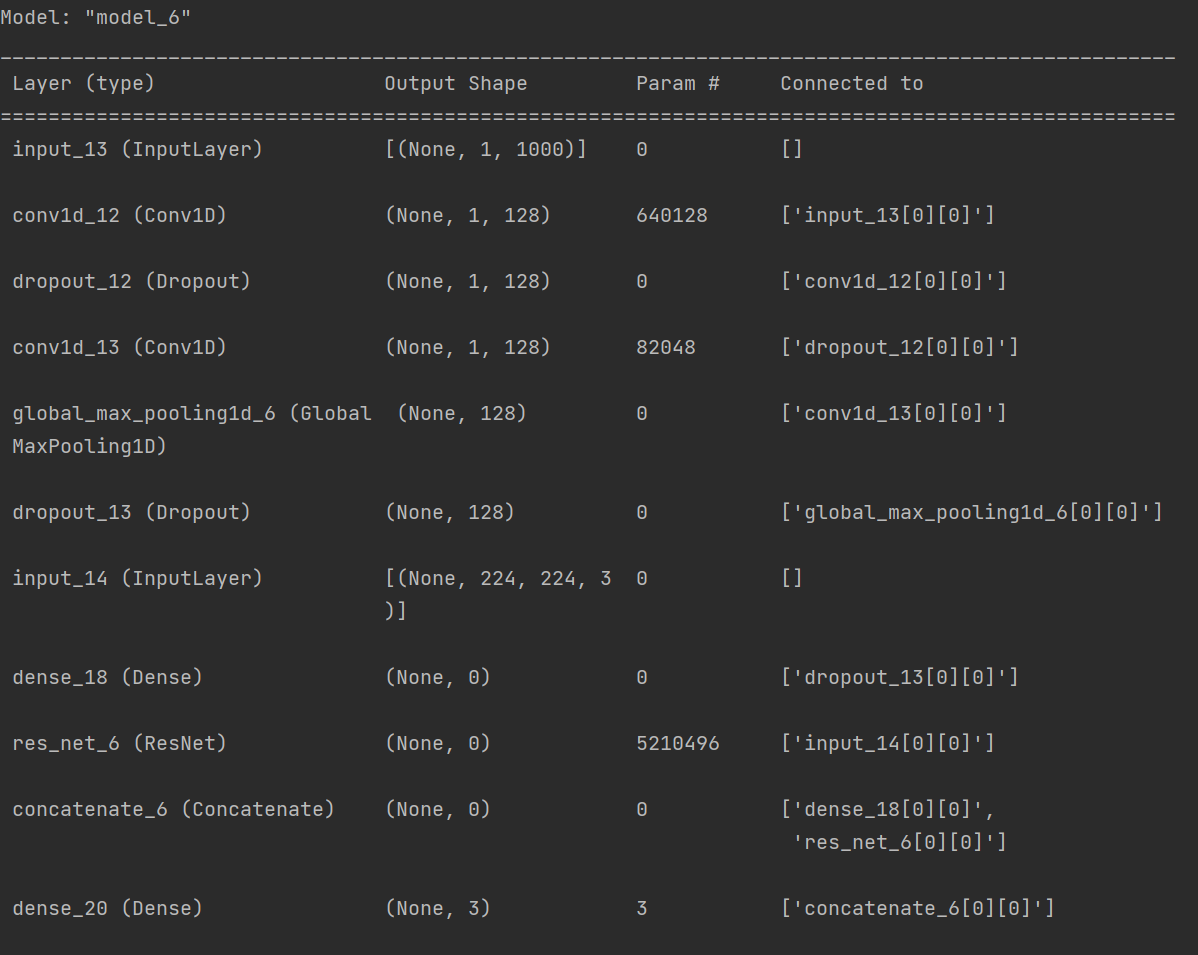 Model: "model_6"
__________________________________________________________________________________________________
Layer (type)                   Output Shape         Param #     Connected to
==================================================================================================
input_13 (InputLayer)          [(None, 1, 1000)]    0           []
conv1d_12 (Conv1D)             (None, 1, 128)       640128      ['input_13[0][0]']
dropout_12 (Dropout)           (None, 1, 128)       0           ['conv1d_12[0][0]']
conv1d_13 (Conv1D)             (None, 1, 128)       82048       ['dropout_12[0][0]']
global_max_pooling1d_6 (Global  (None, 128)         0           ['conv1d_13[0][0]']
MaxPooling1D)
dropout_13 (Dropout)           (None, 128)          0           ['global_max_pooling1d_6[0][0]']
input_14 (InputLayer)          [(None, 224, 224, 3  0           []
)]
dense_18 (Dense)               (None, 0)            0           ['dropout_13[0][0]']
res_net_6 (ResNet)             (None, 0)            5210496     ['input_14[0][0]']
concatenate_6 (Concatenate)    (None, 0)            0           ['dense_18[0][0]',
'res_net_6[0][0]']
dense_20 (Dense)               (None, 3)            3           ['concatenate_6[0][0]']